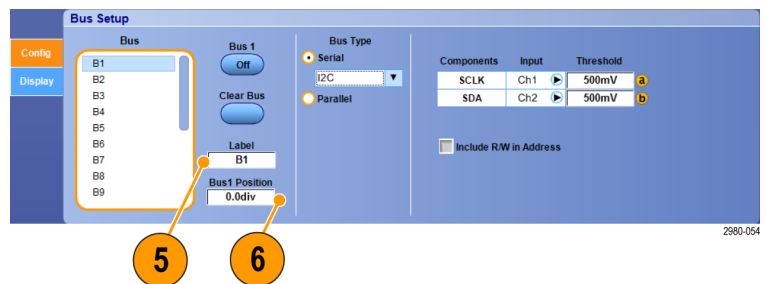 Bus Setup
Config
Display
Bus
B1
B2
B3
B4
B5
B6
B7
B8
B9
Bus 1
Off
Clear Bus
Label
B1
Bus1 Position
0.0div
Bus Type
Serial
I2C
Parallel
Components Input Threshold
SCLK Ch1 500mV a
SDA Ch2 500mV b
Include R/W in Address
5
6
2980-054